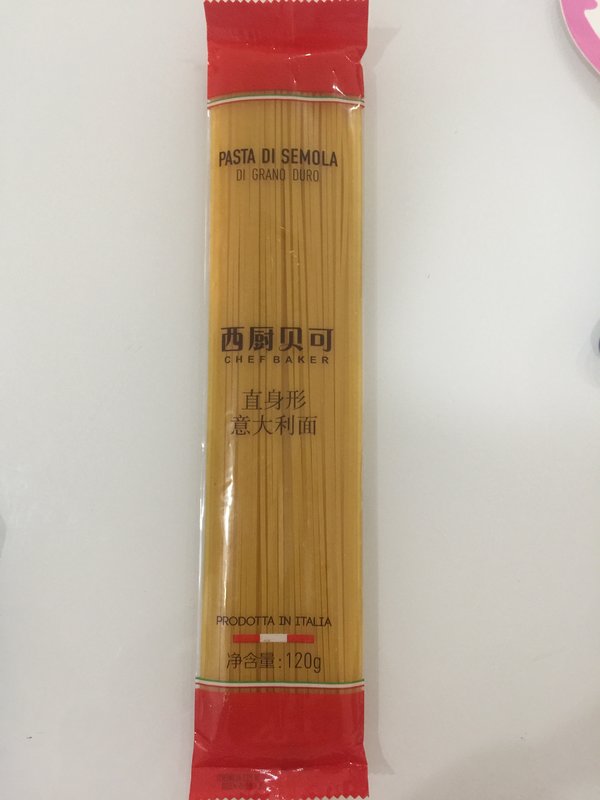 PASTA DI SEMOLA
DI GRANO DURO
西厨贝可
CHEFBAKER
直身形
意大利面
PRODOTTA IN ITALIA
净含量:120g